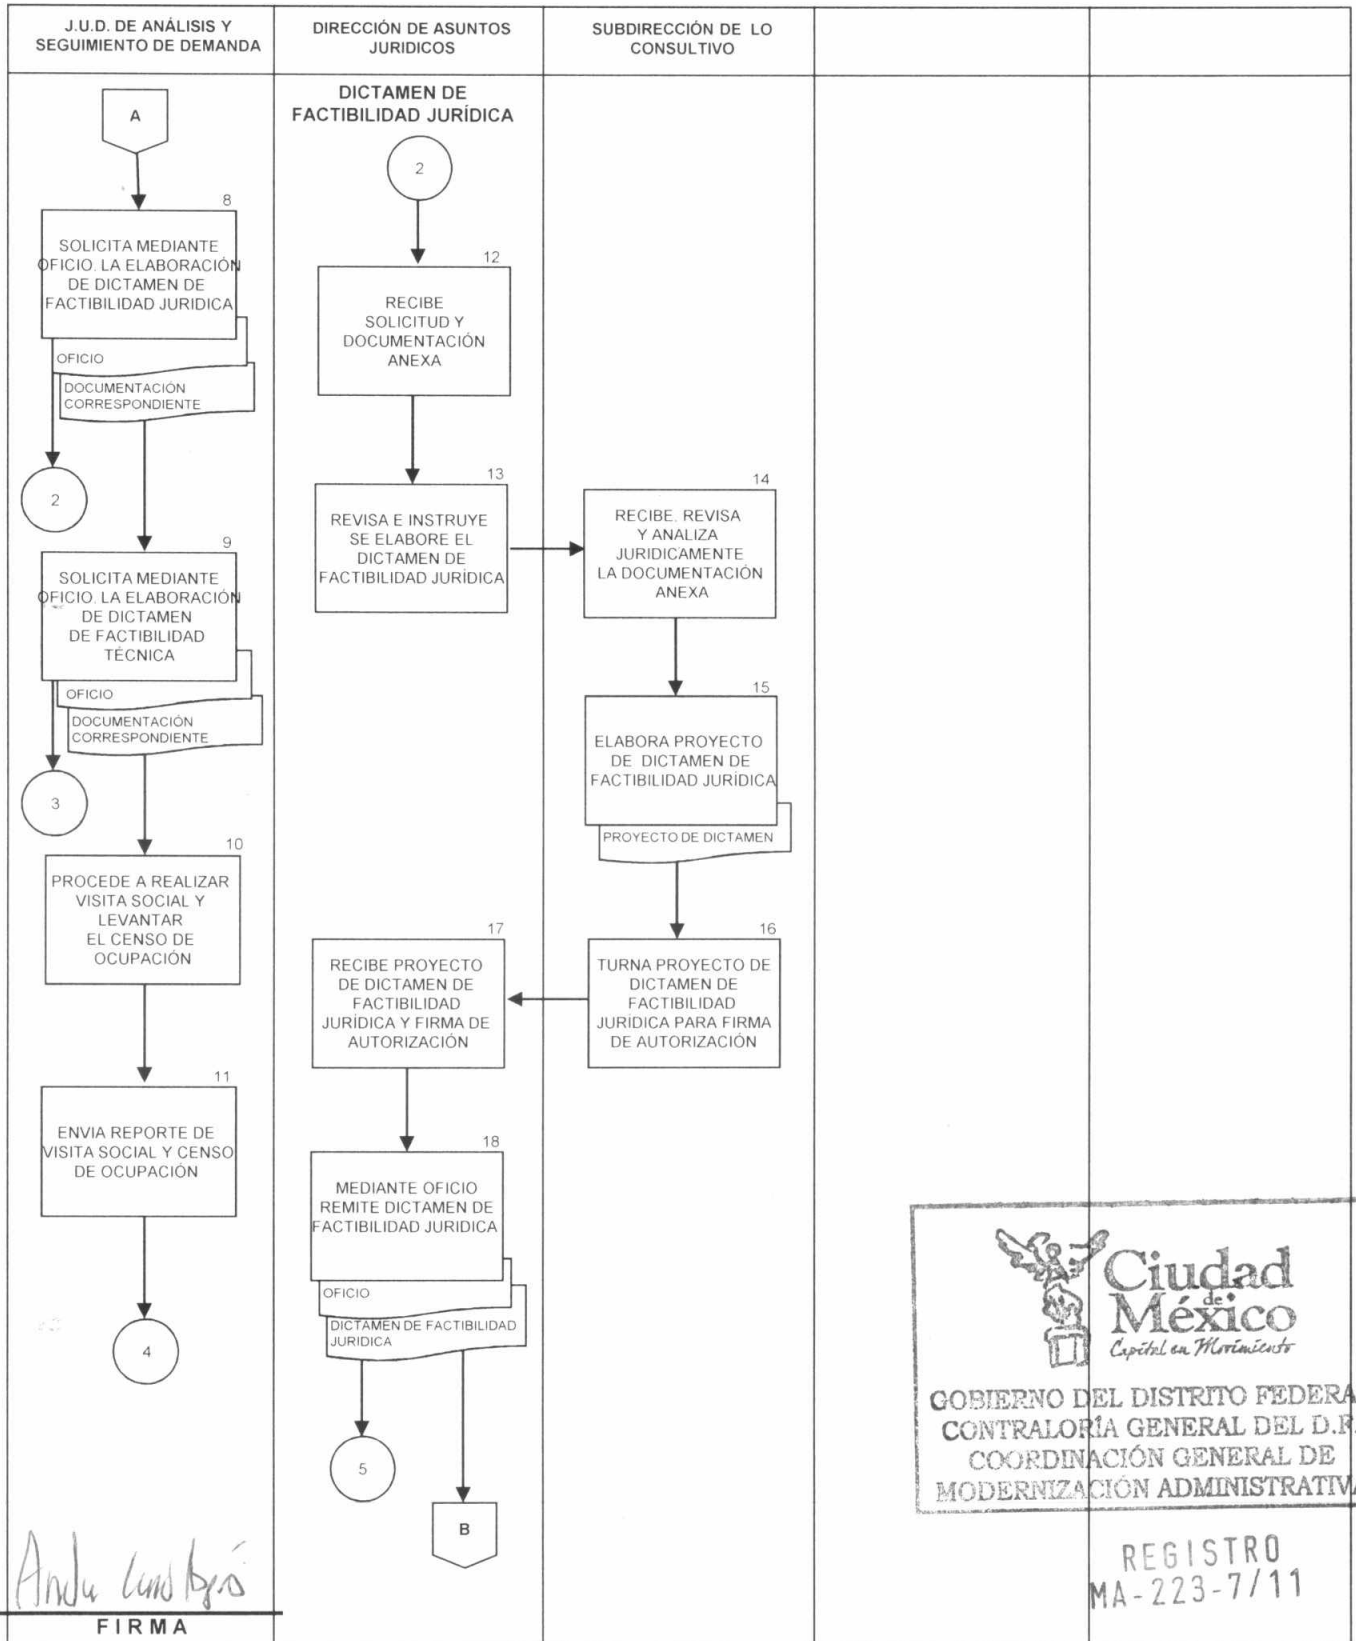 J.U.D. DE ANÁLISIS Y
SEGUIMIENTO DE DEMANDA
DIRECCIÓN DE ASUNTOS
JURIDICOS
SUBDIRECCIÓN DE LO
CONSULTIVO
A
8
SOLICITA MEDIANTE
OFICIO. LA ELABORACIÓN
DE DICTAMEN DE
FACTIBILIDAD JURIDICA
OFICIO
DOCUMENTACIÓN
CORRESPONDIENTE
2
9
SOLICITA MEDIANTE
OFICIO. LA ELABORACIÓN
DE DICTAMEN
DE FACTIBILIDAD
TÉCNICA
OFICIO
DOCUMENTACIÓN
CORRESPONDIENTE
3
10
PROCEDE A REALIZAR
VISITA SOCIAL Y
LEVANTAR
EL CENSO DE
OCUPACIÓN
11
ENVIA REPORTE DE
VISITA SOCIAL Y CENSO
DE OCUPACIÓN
4
DICTAMEN DE
FACTIBILIDAD JURÍDICA
2
12
RECIBE
SOLICITUD Y
DOCUMENTACIÓN
ANEXA
13
REVISA E INSTRUYE
SE ELABORE EL
DICTAMEN DE
FACTIBILIDAD JURÍDICA
14
RECIBE. REVISA
Y ANALIZA
JURIDICAMENTE
LA DOCUMENTACIÓN
ANEXA
15
ELABORA PROYECTO
DE DICTAMEN DE
FACTIBILIDAD JURÍDICA
PROYECTO DE DICTAMEN
16
TURNA PROYECTO DE
DICTAMEN DE
FACTIBILIDAD
JURÍDICA PARA FIRMA
DE AUTORIZACIÓN
17
RECIBE PROYECTO
DE DICTAMEN DE
FACTIBILIDAD
JURÍDICA Y FIRMA DE
AUTORIZACIÓN
18
MEDIANTE OFICIO
REMITE DICTAMEN DE
FACTIBILIDAD JURIDICA
OFICIO
DICTAMEN DE FACTIBILIDAD
JURIDICA
5
B
Ciudad
de
México
Capital en Movimiento
GOBIERNO DEL DISTRITO FEDERA
CONTRALORÍA GENERAL DEL D.F.
COORDINACIÓN GENERAL DE
MODERNIZACIÓN ADMINISTRATIVA
REGISTRO
MA-223-7/11
FIRMA